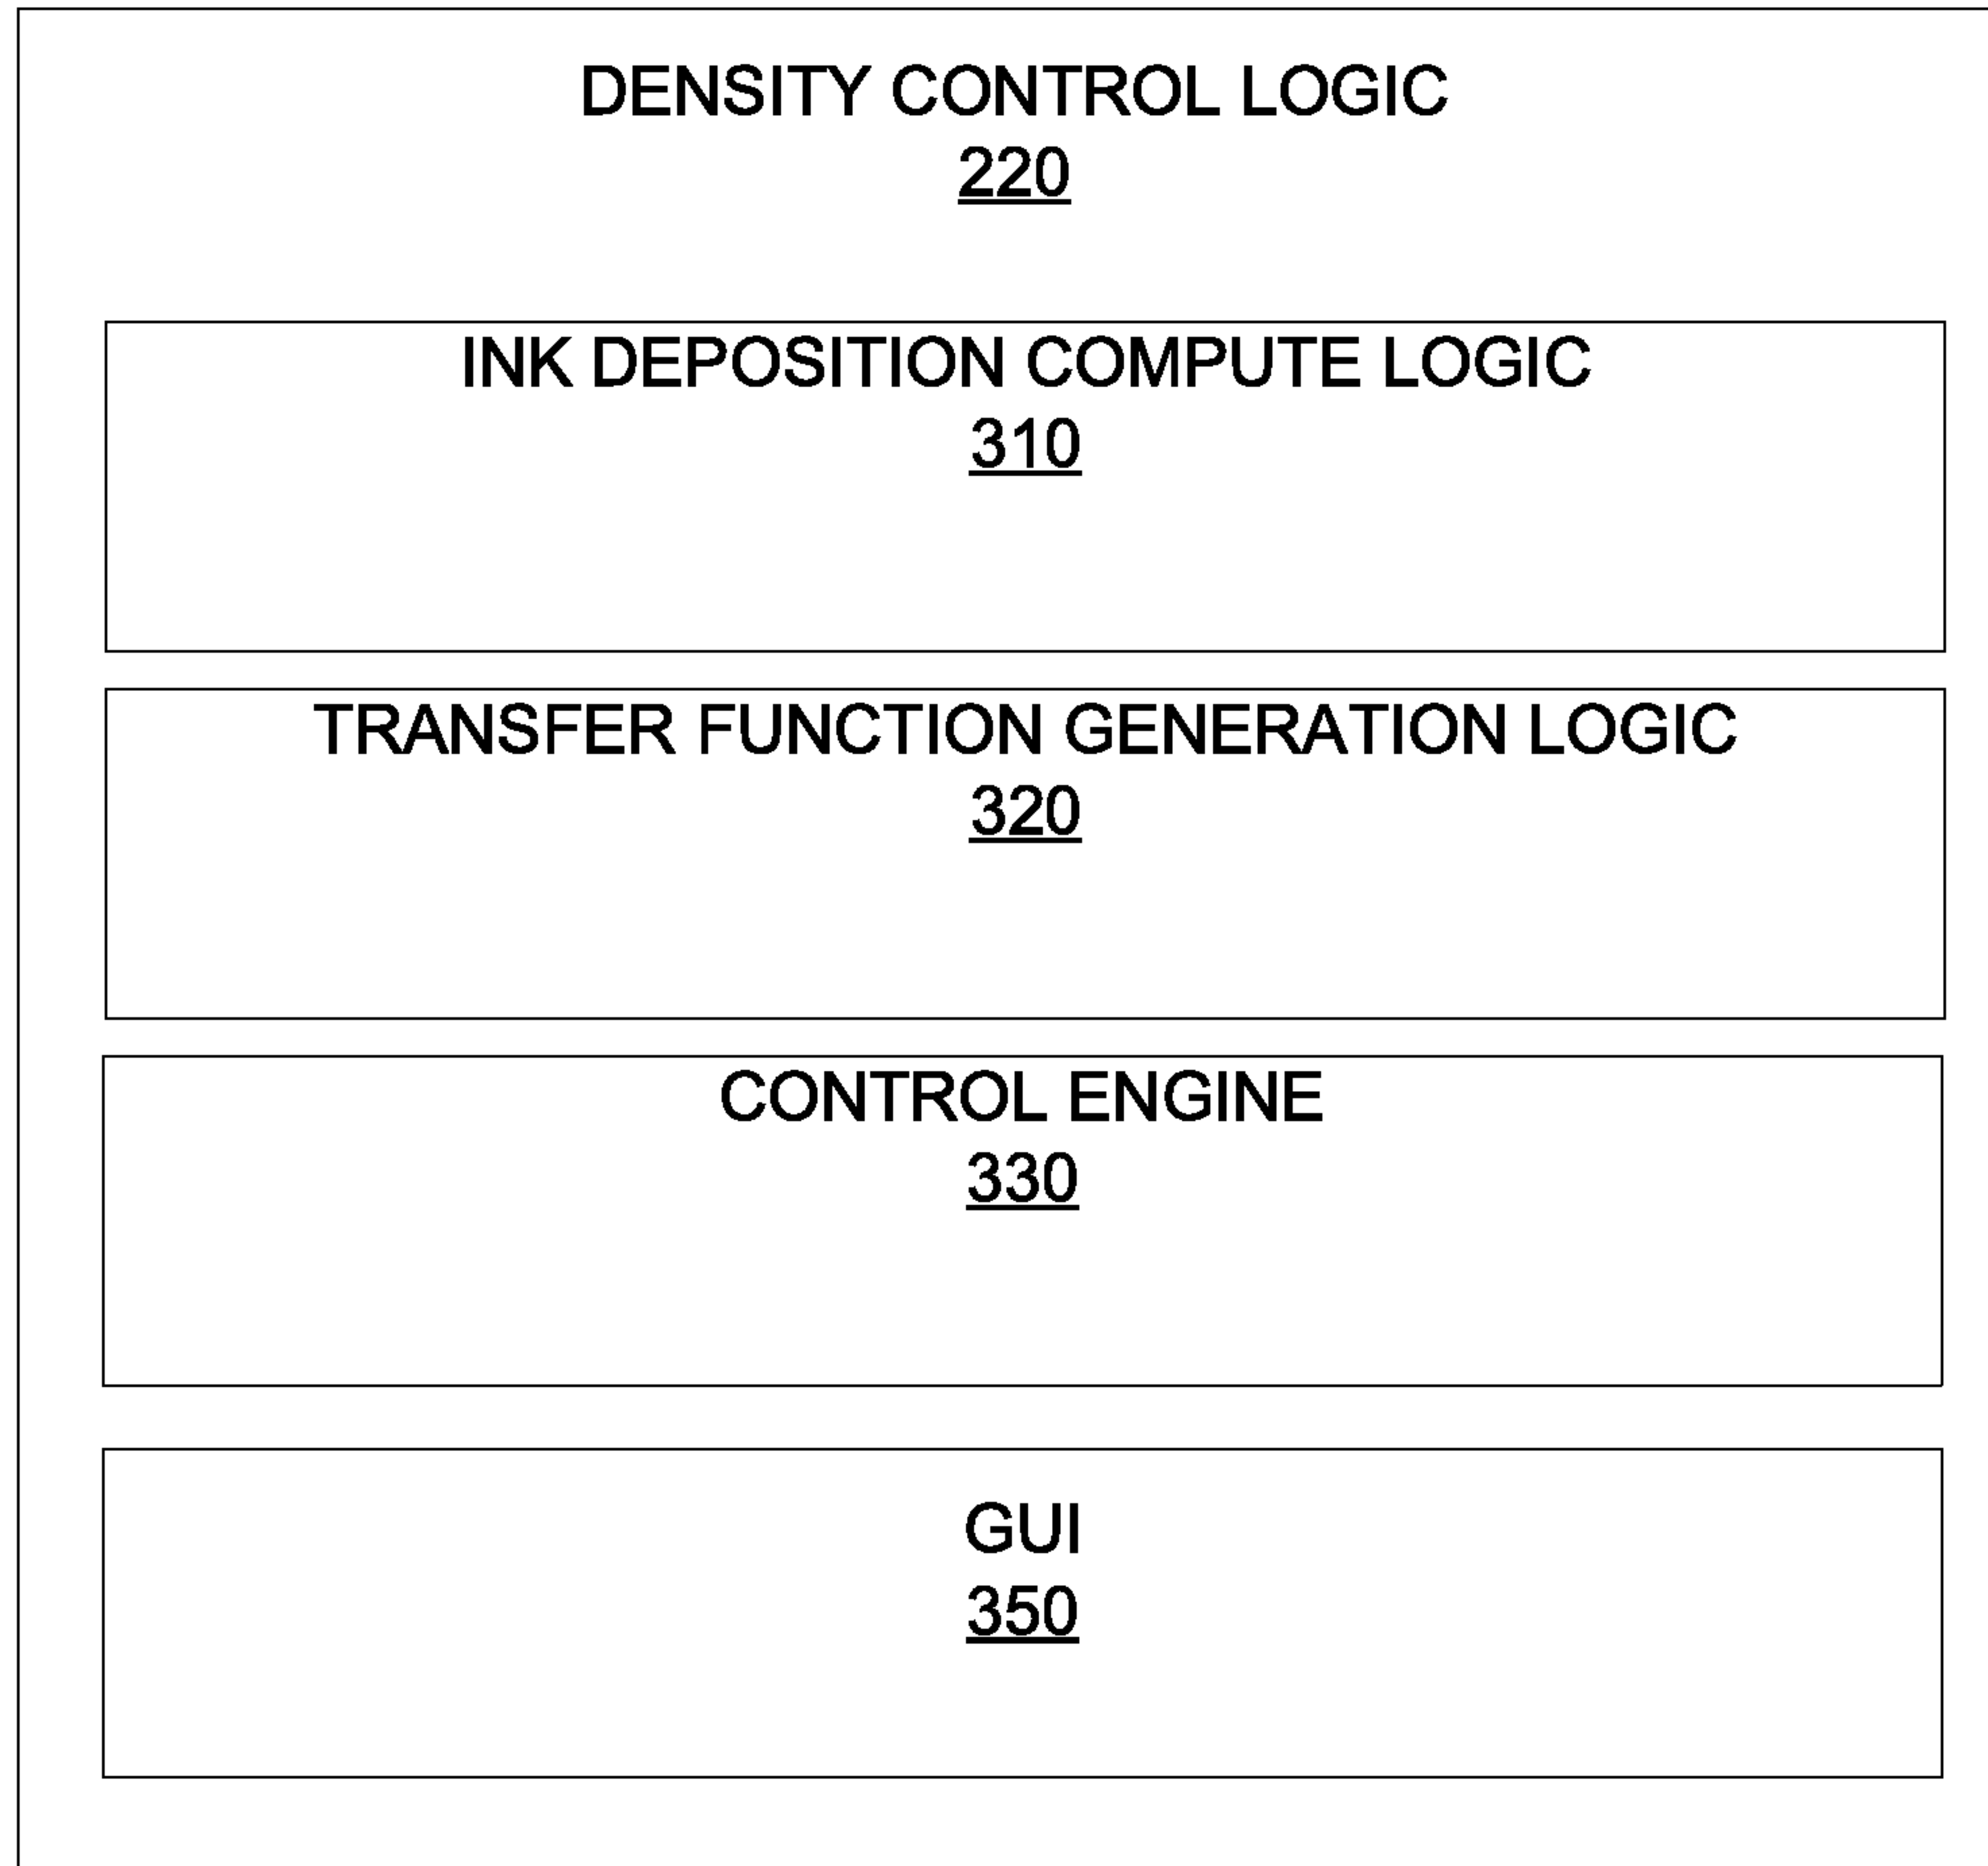 DENSITY CONTROL LOGIC
220
INK DEPOSITION COMPUTE LOGIC
310
TRANSFER FUNCTION GENERATION LOGIC
320
CONTROL ENGINE
330
GUI
350